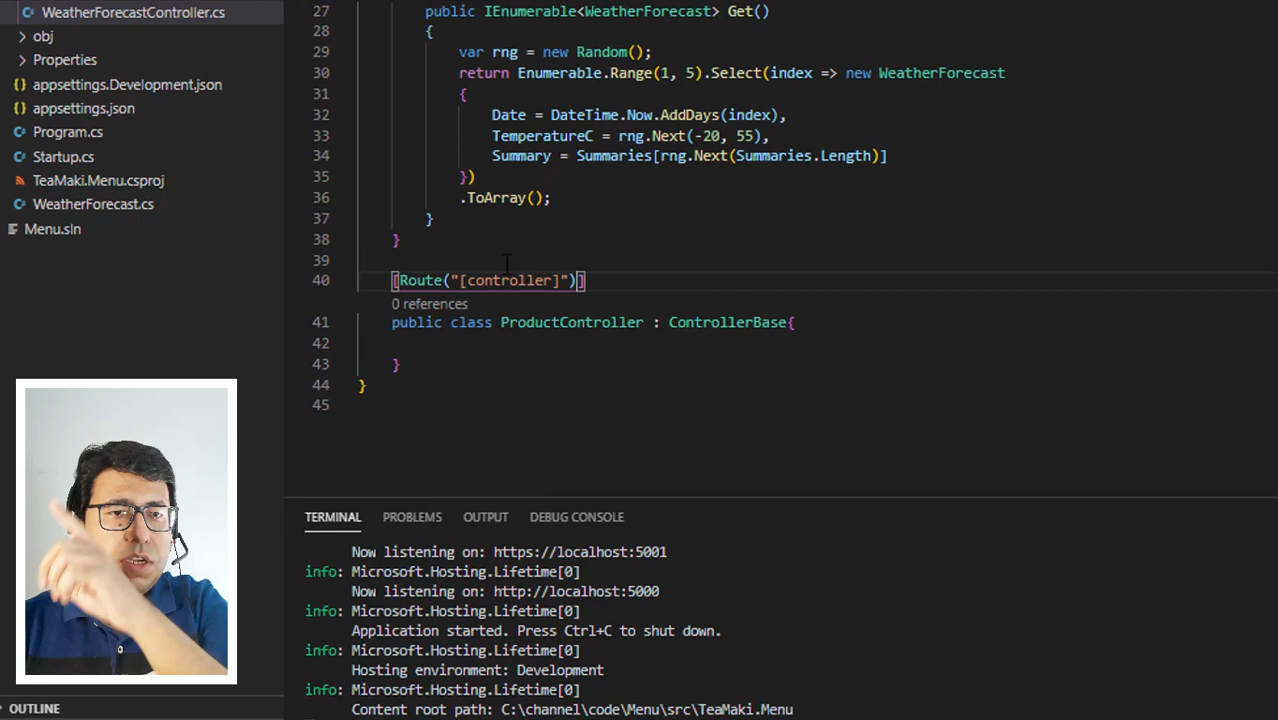 WeatherForecastController.cs
obj
Properties
appsettings.Development.json
appsettings.json
Program.cs
Startup.cs
TeaMaki.Menu.csproj
WeatherForecast.cs
Menu.sln
OUTLINE
27 public IEnumerable<WeatherForecast> Get()
28 {
29 var rng = new Random();
30 return Enumerable.Range(1, 5).Select(index => new WeatherForecast
31 {
32 Date = DateTime.Now.AddDays(index),
33 TemperatureC = rng.Next(-20, 55),
34 Summary = Summaries[rng.Next(Summaries.Length)]
35 })
36 .ToArray();
37 }
38 }
39
40 [Route("[controller]")]
0 references
41 public class ProductController : ControllerBase{
42
43 }
44 }
45
TERMINAL PROBLEMS OUTPUT DEBUG CONSOLE
Now listening on: https://localhost:5001
info: Microsoft.Hosting.Lifetime[0]
Now listening on: http://localhost:5000
info: Microsoft.Hosting.Lifetime[0]
Application started. Press Ctrl+C to shut down.
info: Microsoft.Hosting.Lifetime[0]
Hosting environment: Development
info: Microsoft.Hosting.Lifetime[0]
Content root path: C:\channel\code\Menu\src\TeaMaki.Menu